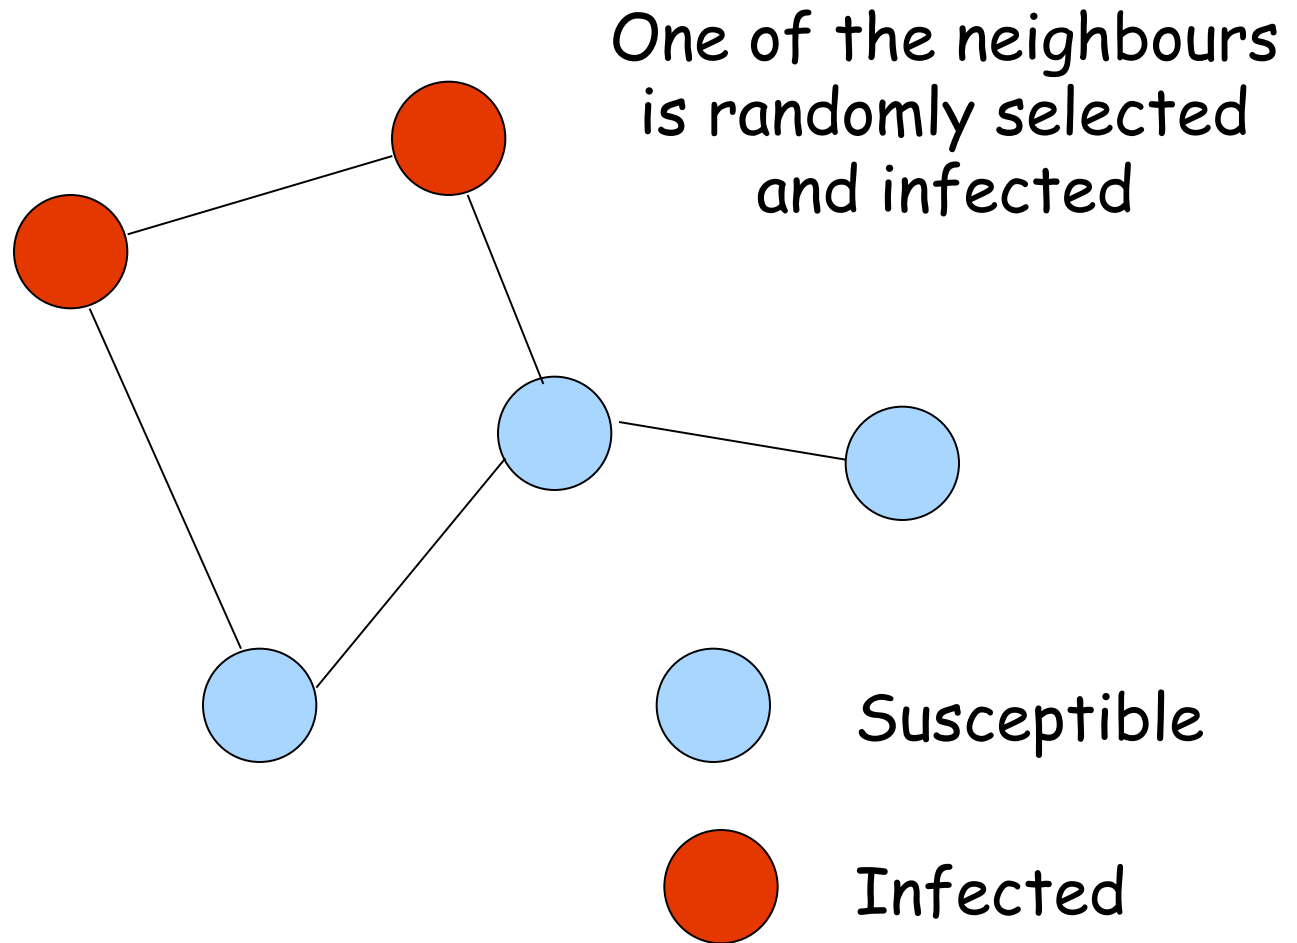 One of the neighbours
is randomly selected
and infected
Susceptible
Infected